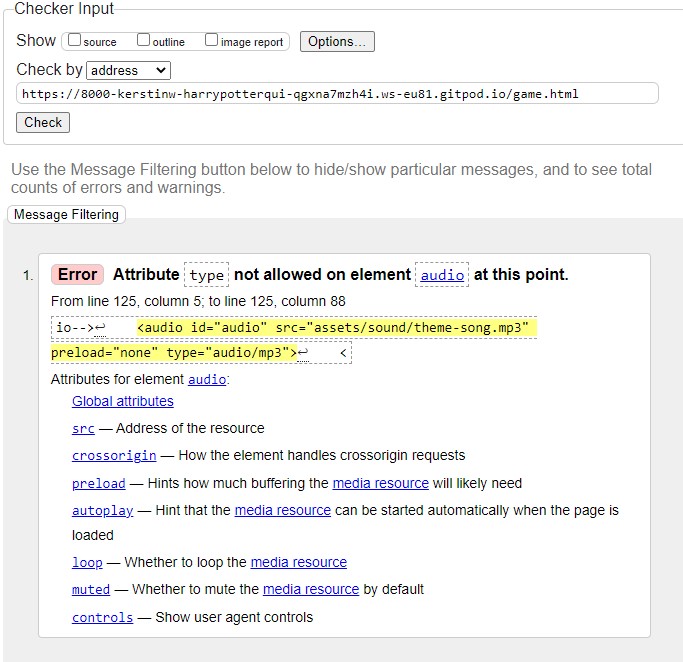 Checker Input
Show source outline image report Options...
Check by address
https://8000-kerstinw-harrypotterqui-qgxna7mzh4i.ws-eu81.gitpod.io/game.html
Check
Use the Message Filtering button below to hide/show particular messages, and to see total
counts of errors and warnings.
Message Filtering
1. Error Attribute type not allowed on element audio at this point.
From line 125, column 5; to line 125, column 88
io-->↩ <audio id="audio" src="assets/sound/theme-song.mp3"
preload="none" type="audio/mp3">↩ <
Attributes for element audio:
Global attributes
src — Address of the resource
crossorigin — How the element handles crossorigin requests
preload — Hints how much buffering the media resource will likely need
autoplay — Hint that the media resource can be started automatically when the page is
loaded
loop — Whether to loop the media resource
muted — Whether to mute the media resource by default
controls — Show user agent controls